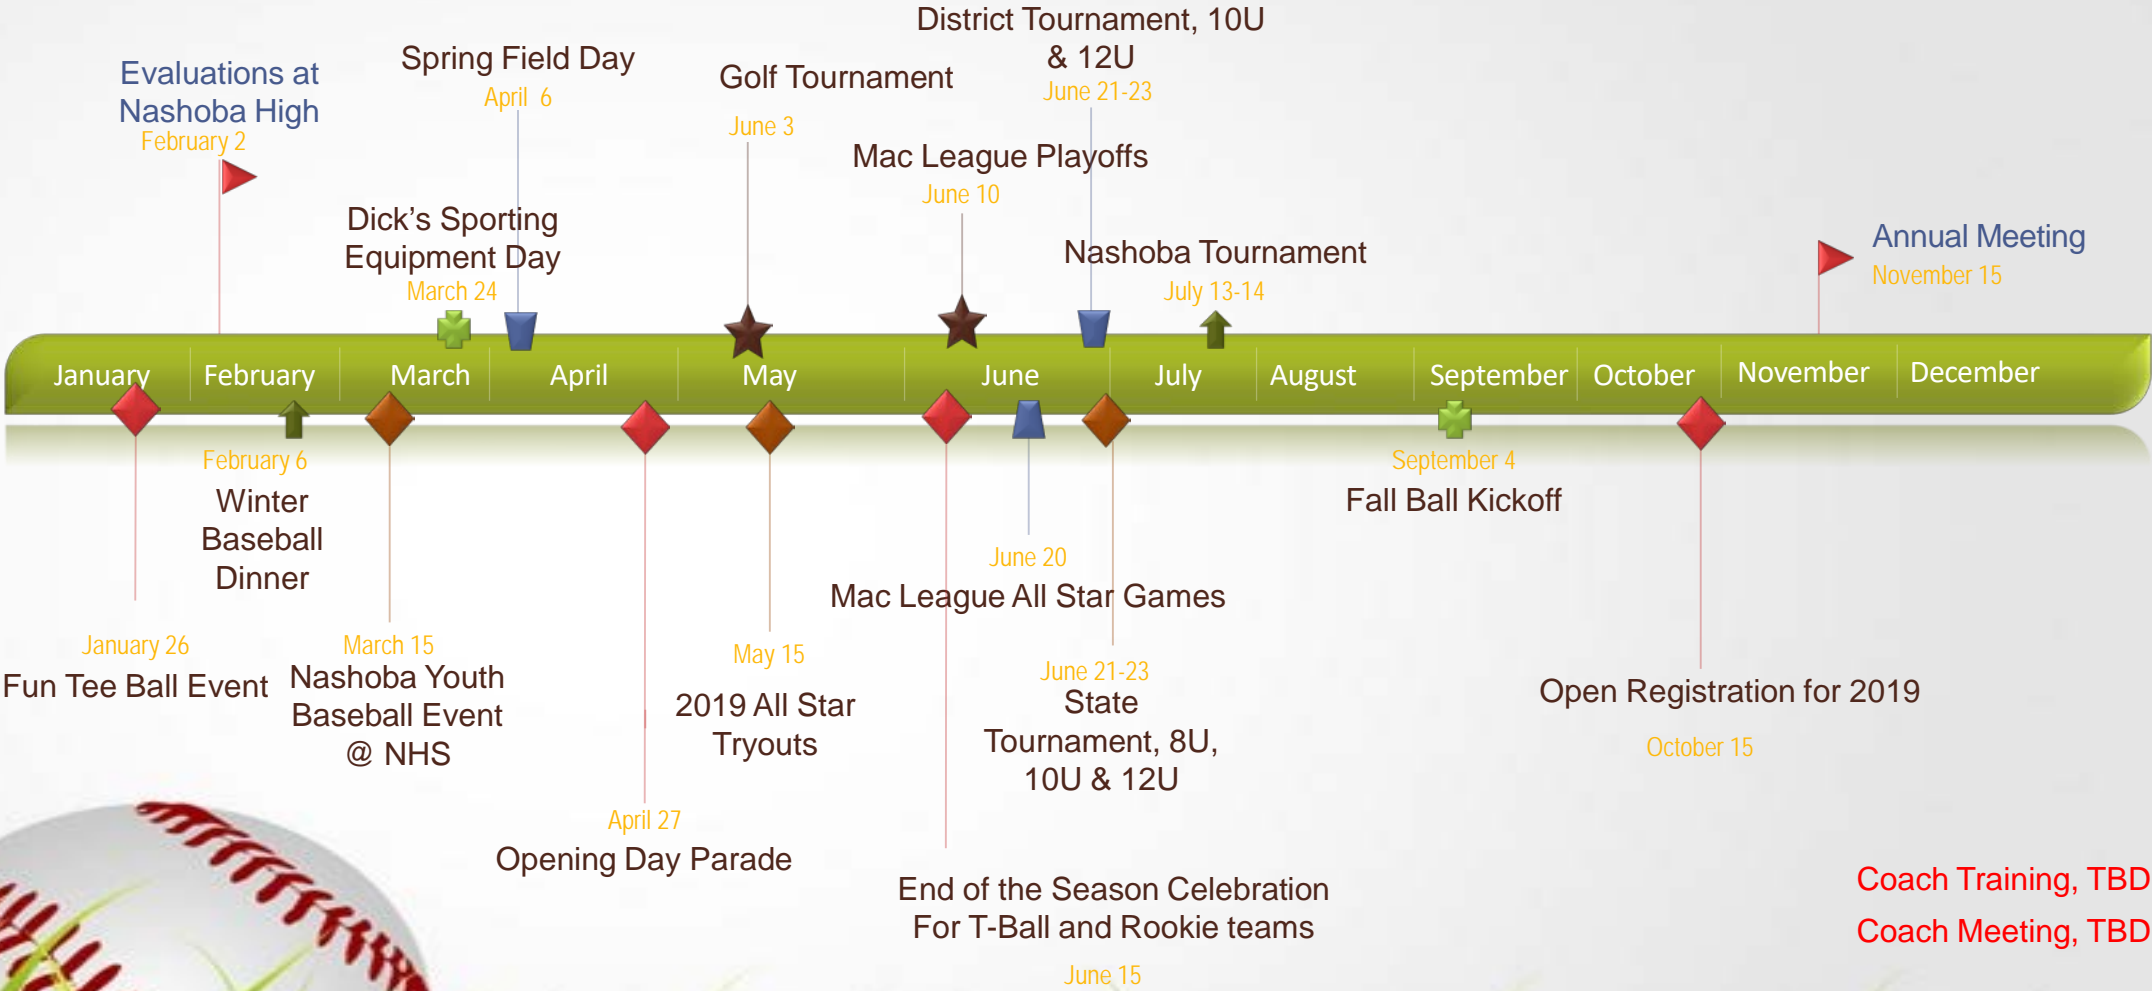 District Tournament, 10U
& 12U
June 21-23
Spring Field Day
April 6
Evaluations at
Nashoba High
February 2
Golf Tournament
June 3
Mac League Playoffs
June 10
Dick's Sporting
Equipment Day
March 24
Nashoba Tournament
July 13-14
Annual Meeting
November 15
January
February
March
April
May
June
July
August
September
October
November
December
February 6
Winter
Baseball
Dinner
September 4
Fall Ball Kickoff
June 20
Mac League All Star Games
January 26
Fun Tee Ball Event
March 15
Nashoba Youth
Baseball Event
@ NHS
May 15
2019 All Star
Tryouts
June 21-23
State
Tournament, 8U,
10U & 12U
Open Registration for 2019
October 15
April 27
Opening Day Parade
End of the Season Celebration
For T-Ball and Rookie teams
June 15
Coach Training, TBD
Coach Meeting, TBD